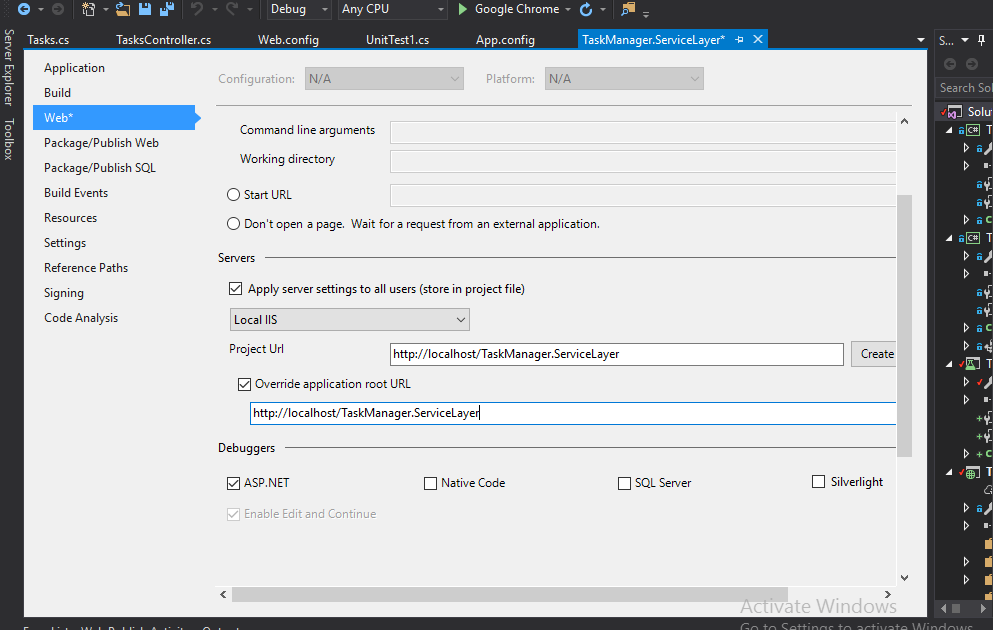 Debug Any CPU Google Chrome
Server Explorer
Toolbox
Tasks.cs TasksController.cs Web.config UnitTest1.cs App.config TaskManager.ServiceLayer* S...
Search Sol
Solu
Application
Build
Web*
Package/Publish Web
Package/Publish SQL
Build Events
Resources
Settings
Reference Paths
Signing
Code Analysis
Configuration: N/A Platform: N/A
Command line arguments
Working directory
Start URL
Don't open a page. Wait for a request from an external application.
Servers
Apply server settings to all users (store in project file)
Local IIS
Project Url http://localhost/TaskManager.ServiceLayer Create
Override application root URL
http://localhost/TaskManager.ServiceLayer
Debuggers
ASP.NET Native Code SQL Server Silverlight
Enable Edit and Continue
Activate Windows
Go to Settings to activate Windows.